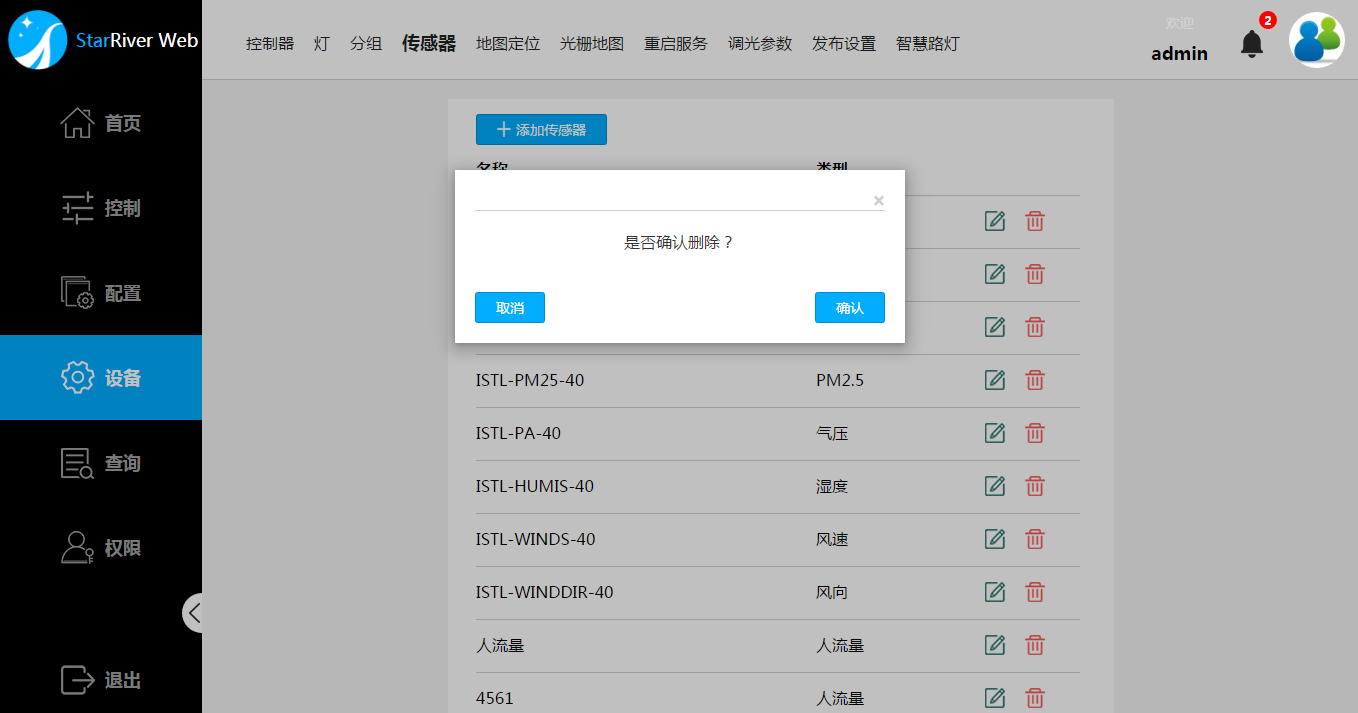 StarRiver Web
控制器 灯 分组 传感器 地图定位 光栅地图 重启服务 调光参数 发布设置 智慧路灯
欢迎
admin
2
首页
控制
配置
设备
查询
权限
退出
添加传感器
名称 类型
×
是否确认删除？
取消 确认
ISTL-PM25-40 PM2.5
ISTL-PA-40 气压
ISTL-HUMIS-40 湿度
ISTL-WINDS-40 风速
ISTL-WINDDIR-40 风向
人流量 人流量
4561 人流量